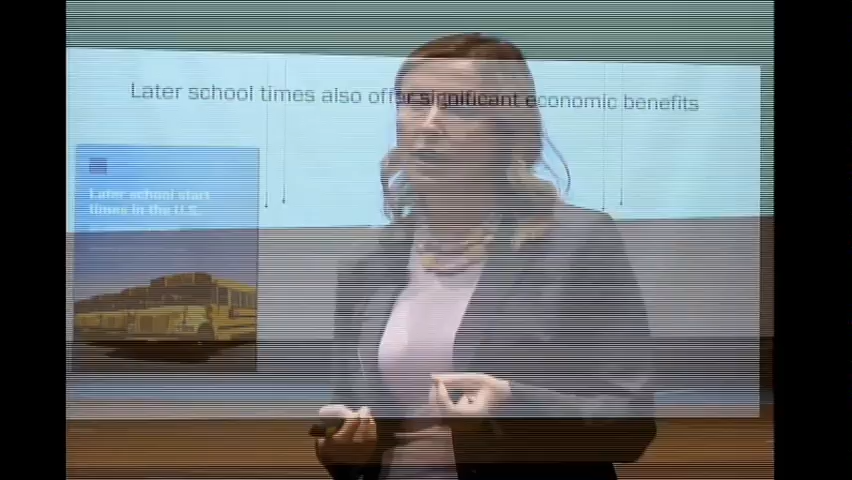 Later school times also offer significant economic benefits
Later school start
times in the U.S.